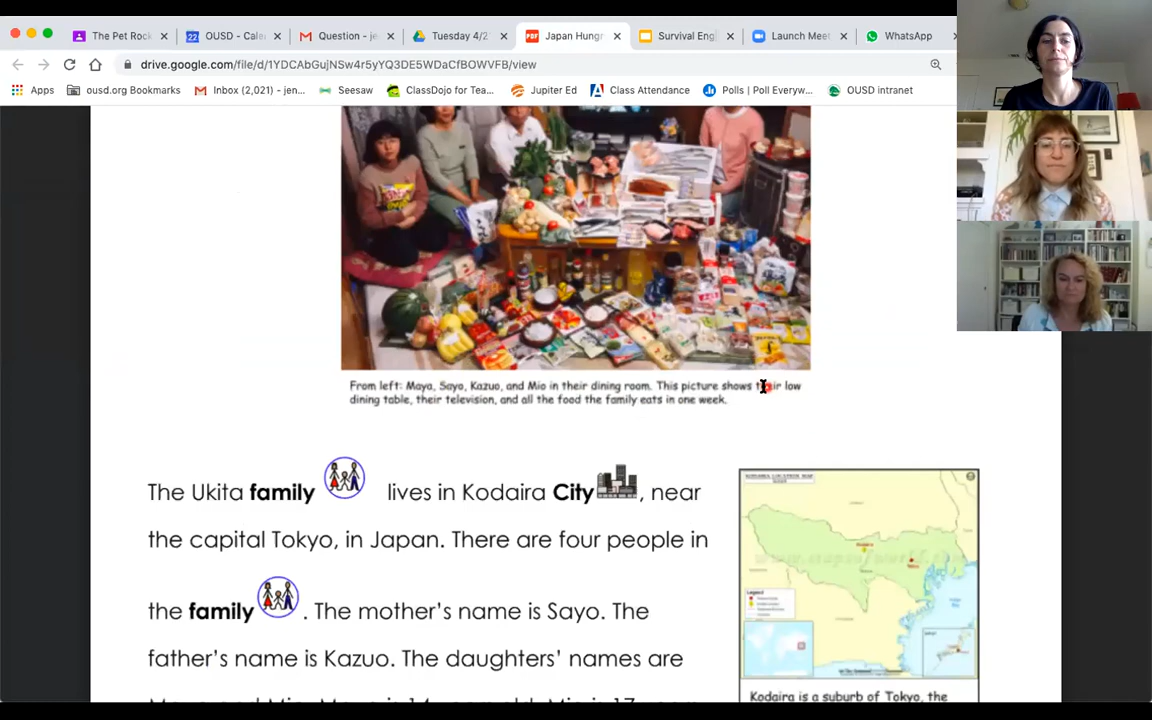 The Pet Rock
OUSD - Cale
Question - je
Tuesday 4/2
Japan Hung
Survival Eng
Launch Meet
WhatsApp
drive.google.com/file/d/1YDCAbGujNSw4r5yYQ3DE5WDaCfBOWVFB/view
Apps
ousd.org Bookmarks
Inbox (2,021) - jen...
Seesaw
ClassDojo for Tea...
Jupiter Ed
Class Attendance
Polls | Poll Everyw...
OUSD intranet
From left: Maya, Sayo, Kazuo, and Mio in their dining room. This picture shows their low
dining table, their television, and all the food the family eats in one week.
The Ukita family lives in Kodaira City, near
the capital Tokyo, in Japan. There are four people in
the family. The mother's name is Sayo. The
father's name is Kazuo. The daughters' names are
KODAIRA LOCATION MAP
Kodaira is a suburb of Tokyo, the